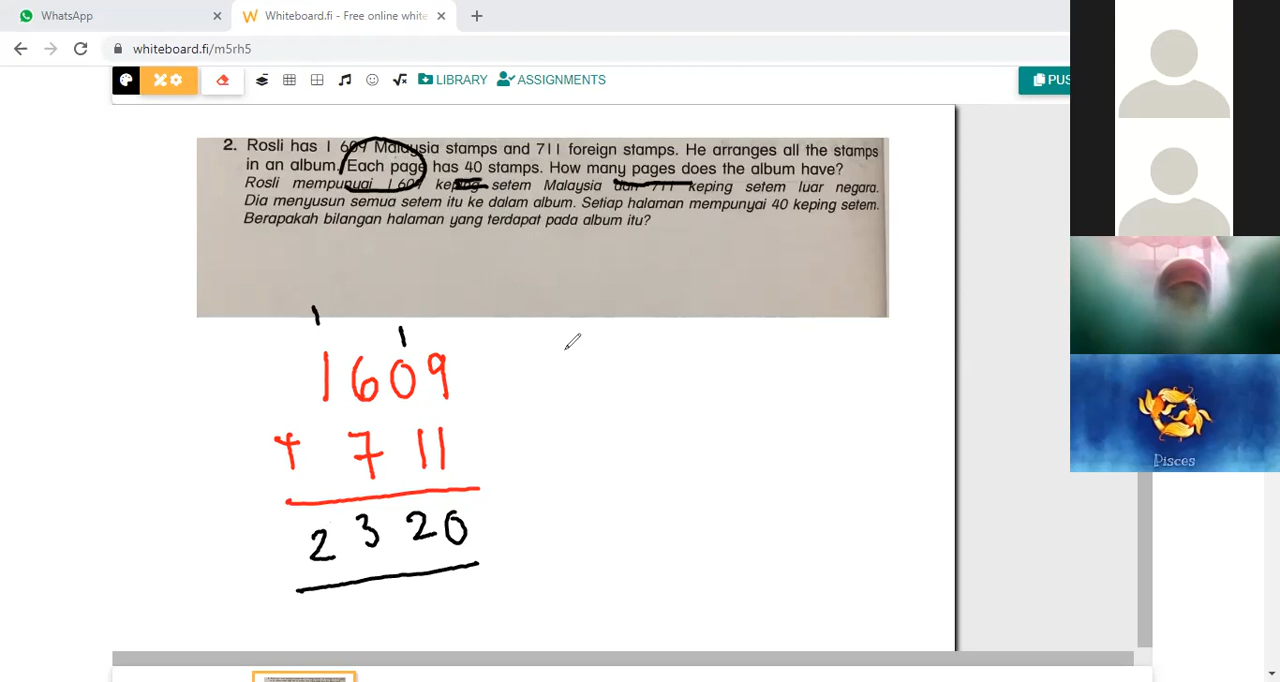 WhatsApp
Whiteboard.fi - Free online white
whiteboard.fi/m5rh5
LIBRARY
ASSIGNMENTS
PUS
2. Rosli has 1 609 Malaysia stamps and 711 foreign stamps. He arranges all the stamps
in an album. Each page has 40 stamps. How many pages does the album have?
Rosli mempunyai 1 609 keping setem Malaysia dan 711 keping setem luar negara.
Dia menyusun semua setem itu ke dalam album. Setiap halaman mempunyai 40 keping setem.
Berapakah bilangan halaman yang terdapat pada album itu?
1 1
1609
+ 711
2320
Pisces